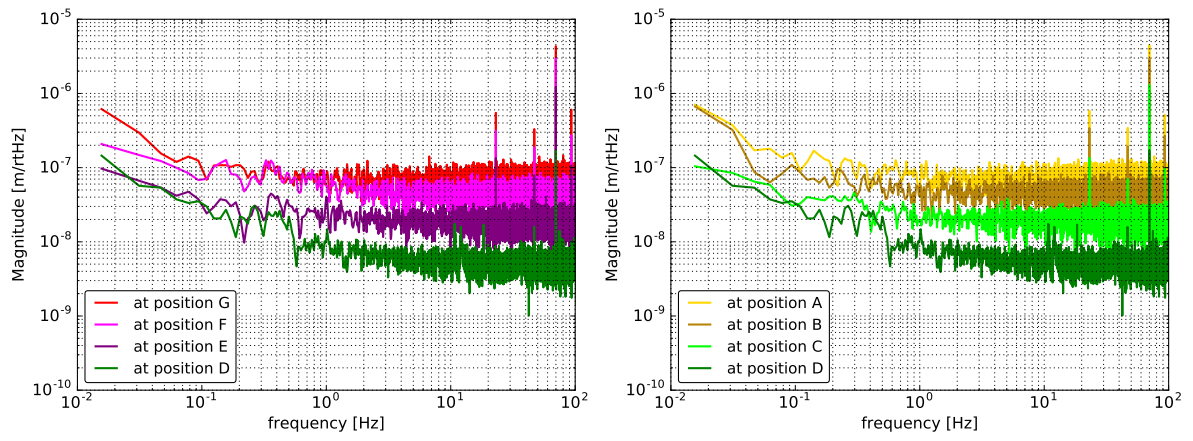 10^-5
10^-6
10^-7
10^-8
10^-9
10^-10
Magnitude [m/rtHz]
at position G
at position F
at position E
at position D
10^-2 10^-1 10^0 10^1 10^2
frequency [Hz]
10^-5
10^-6
10^-7
10^-8
10^-9
10^-10
Magnitude [m/rtHz]
at position A
at position B
at position C
at position D
10^-2 10^-1 10^0 10^1 10^2
frequency [Hz]